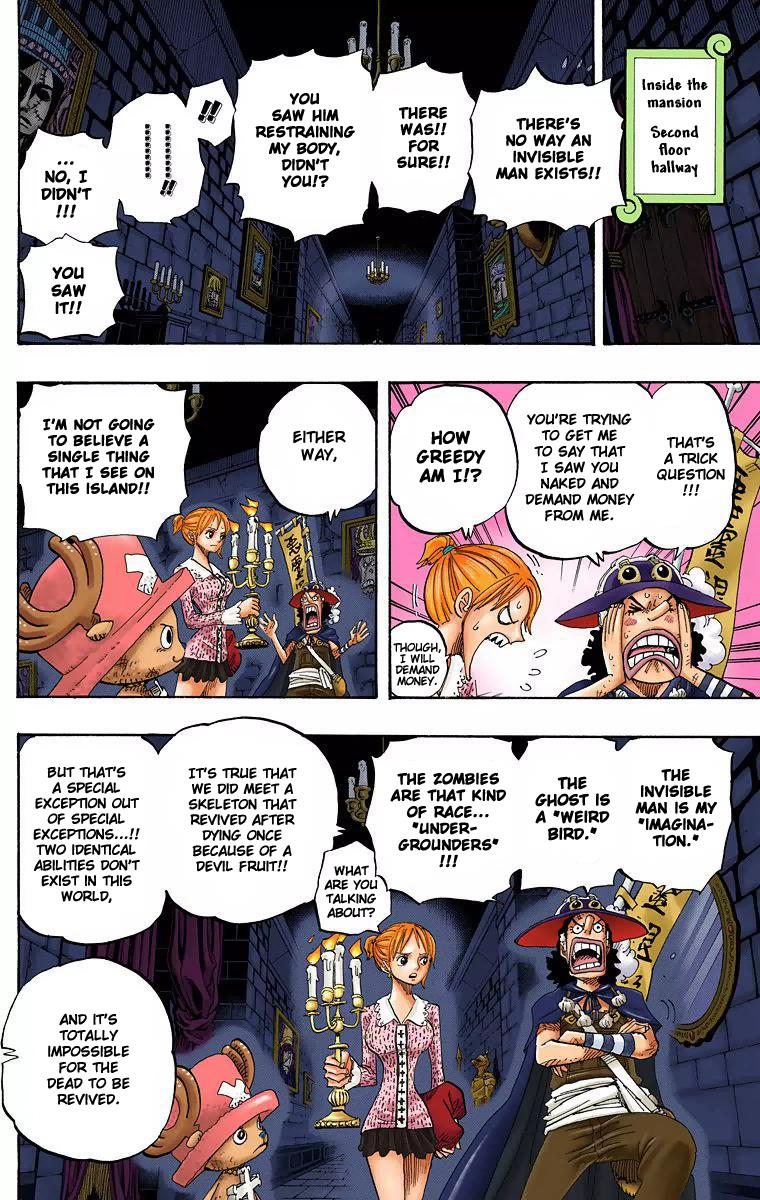 Inside the
mansion
Second
floor
hallway
THERE'S
NO WAY AN
INVISIBLE
MAN EXISTS!!
THERE
WAS!!
FOR
SURE!!
YOU
SAW HIM
RESTRAINING
MY BODY,
DIDN'T
YOU!?
!!
!!
...
NO, I
DIDN'T
!!!
YOU
SAW
IT!!
THAT'S
A TRICK
QUESTION
!!!
YOU'RE TRYING
TO GET ME
TO SAY THAT
I SAW YOU
NAKED AND
DEMAND MONEY
FROM ME.
HOW
GREEDY
AM I!?
THOUGH,
I WILL
DEMAND
MONEY.
EITHER
WAY,
I'M NOT GOING
TO BELIEVE A
SINGLE THING
THAT I SEE ON
THIS ISLAND!!
THE
INVISIBLE
MAN IS MY
"IMAGINA-
TION."
THE
GHOST IS
A "WEIRD
BIRD."
THE ZOMBIES
ARE THAT KIND
OF RACE...
"UNDER-
GROUNDERS"
!!!
WHAT
ARE YOU
TALKING
ABOUT?
IT'S TRUE THAT
WE DID MEET A
SKELETON THAT
REVIVED AFTER
DYING ONCE
BECAUSE OF A
DEVIL FRUIT!!
BUT THAT'S
A SPECIAL
EXCEPTION OUT
OF SPECIAL
EXCEPTIONS...!!
TWO IDENTICAL
ABILITIES DON'T
EXIST IN THIS
WORLD,
AND IT'S
TOTALLY
IMPOSSIBLE
FOR THE
DEAD TO BE
REVIVED.